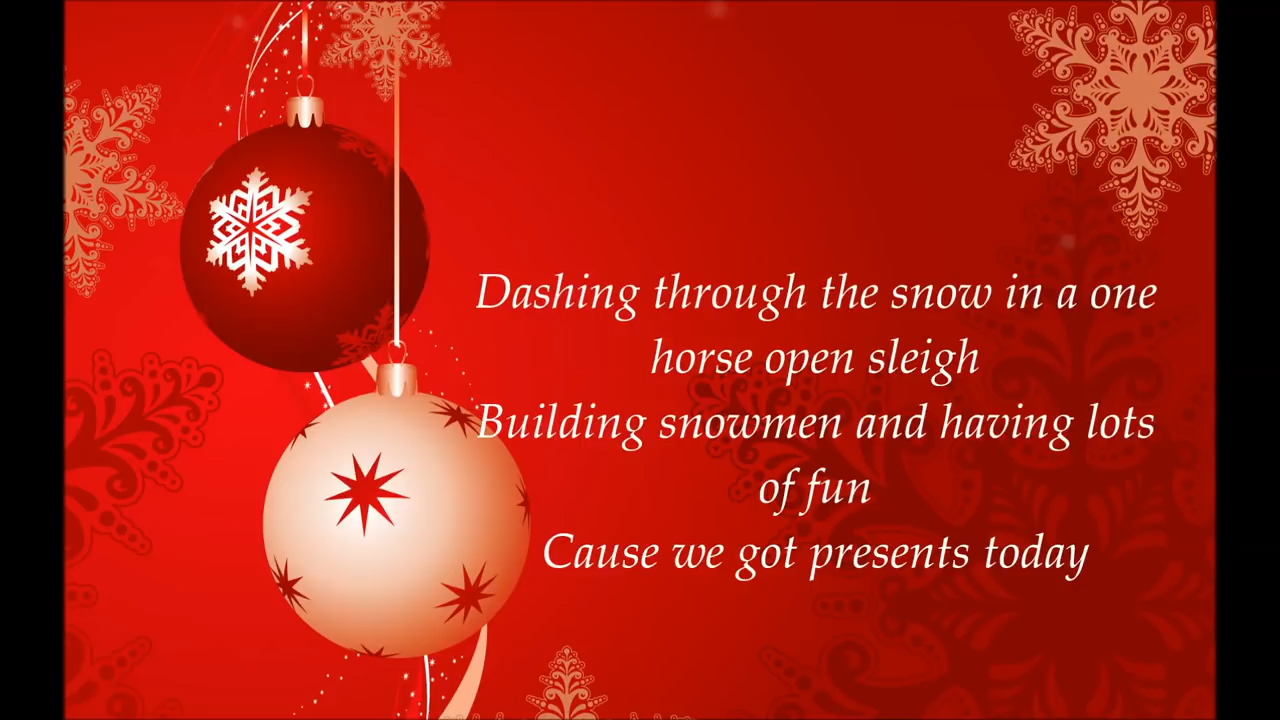 Dashing through the snow in a one
horse open sleigh
Building snowmen and having lots
of fun
Cause we got presents today